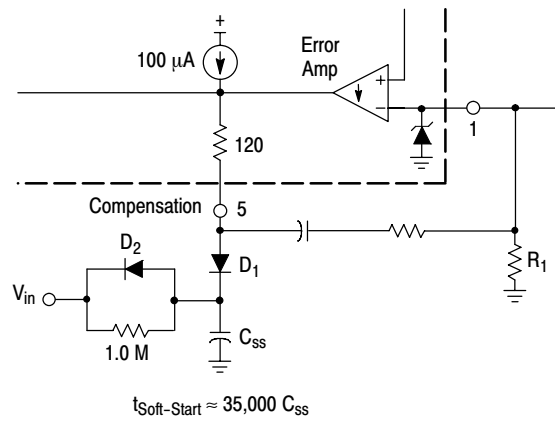 +
100 µA
Error
Amp
+
−
120
1
Compensation
5
D2
D1
R1
Vin
1.0 M
Css
tSoft−Start ≈ 35,000 Css